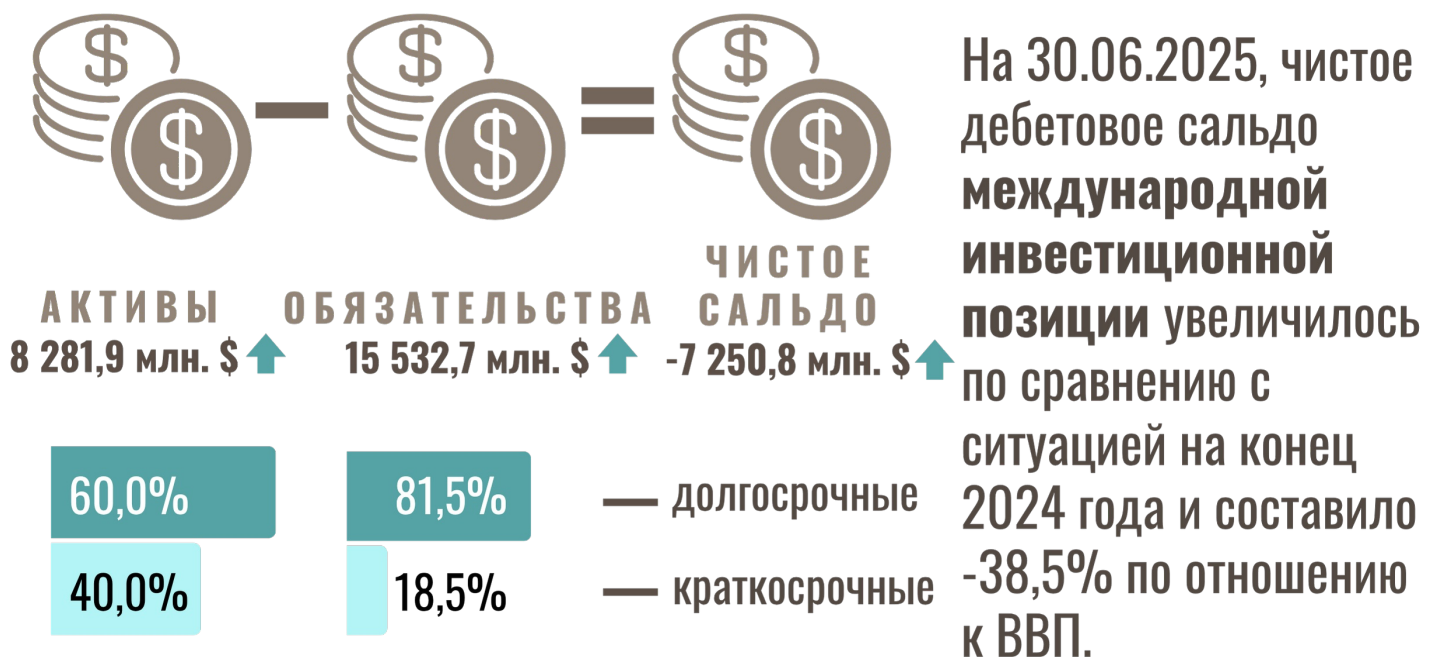 $ $ $
$ $ $
АКТИВЫ
8 281,9 млн. $
ОБЯЗАТЕЛЬСТВА
15 532,7 млн. $
ЧИСТОЕ
САЛЬДО
-7 250,8 млн. $
60,0%
81,5%
долгосрочные
40,0%
18,5%
краткосрочные
На 30.06.2025, чистое
дебетовое сальдо
международной
инвестиционной
позиции увеличилось
по сравнению с
ситуацией на конец
2024 года и составило
-38,5% по отношению
к ВВП.